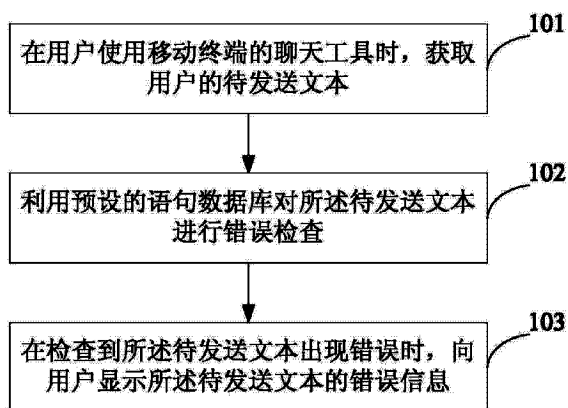 101
在用户使用移动终端的聊天工具时，获取
用户的待发送文本
102
利用预设的语句数据库对所述待发送文本
进行错误检查
103
在检查到所述待发送文本出现错误时，向
用户显示所述待发送文本的错误信息